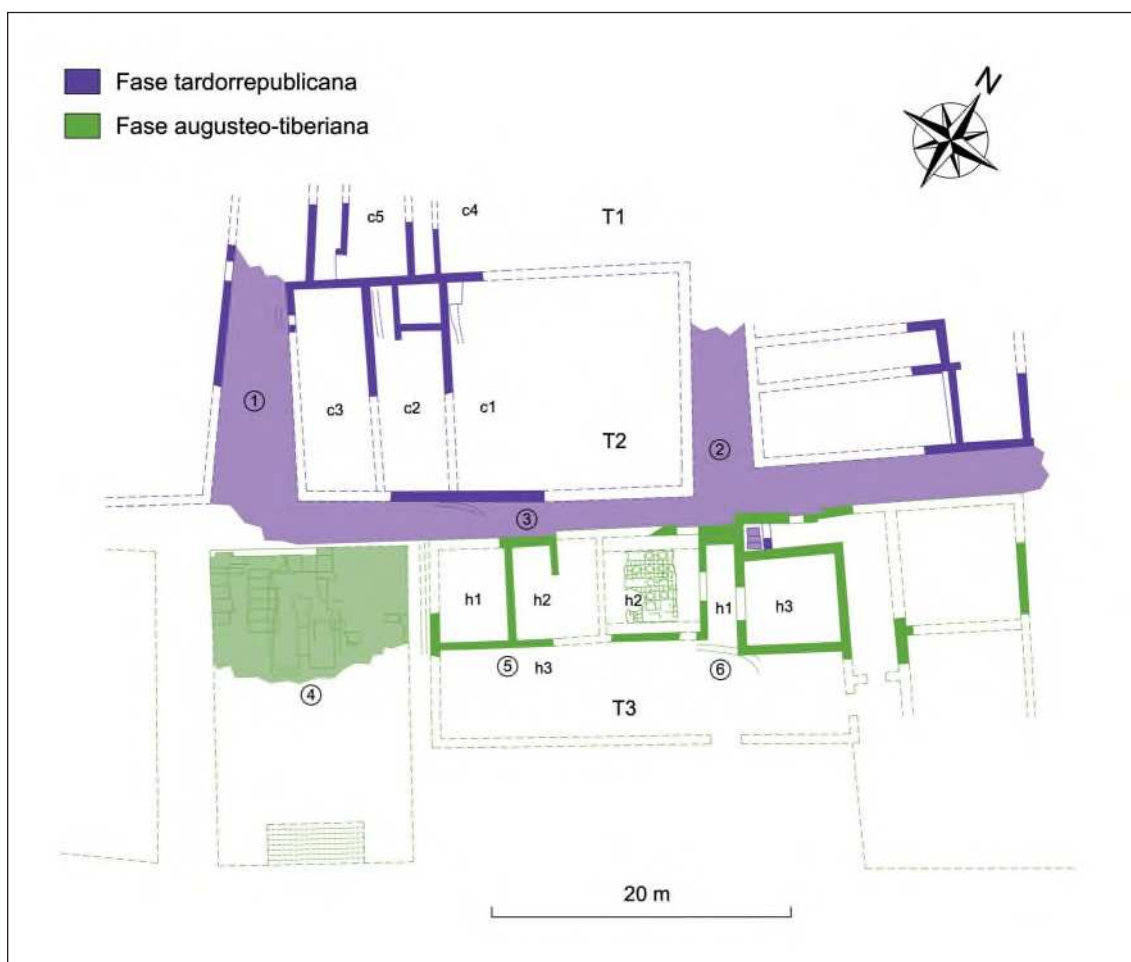 Fase tardorrepublicana
Fase augusteo-tiberiana
N
c5
c4
T1
1
c3
c2
c1
T2
2
3
h1
h2
h2
h1
h3
4
5
h3
6
T3
20 m